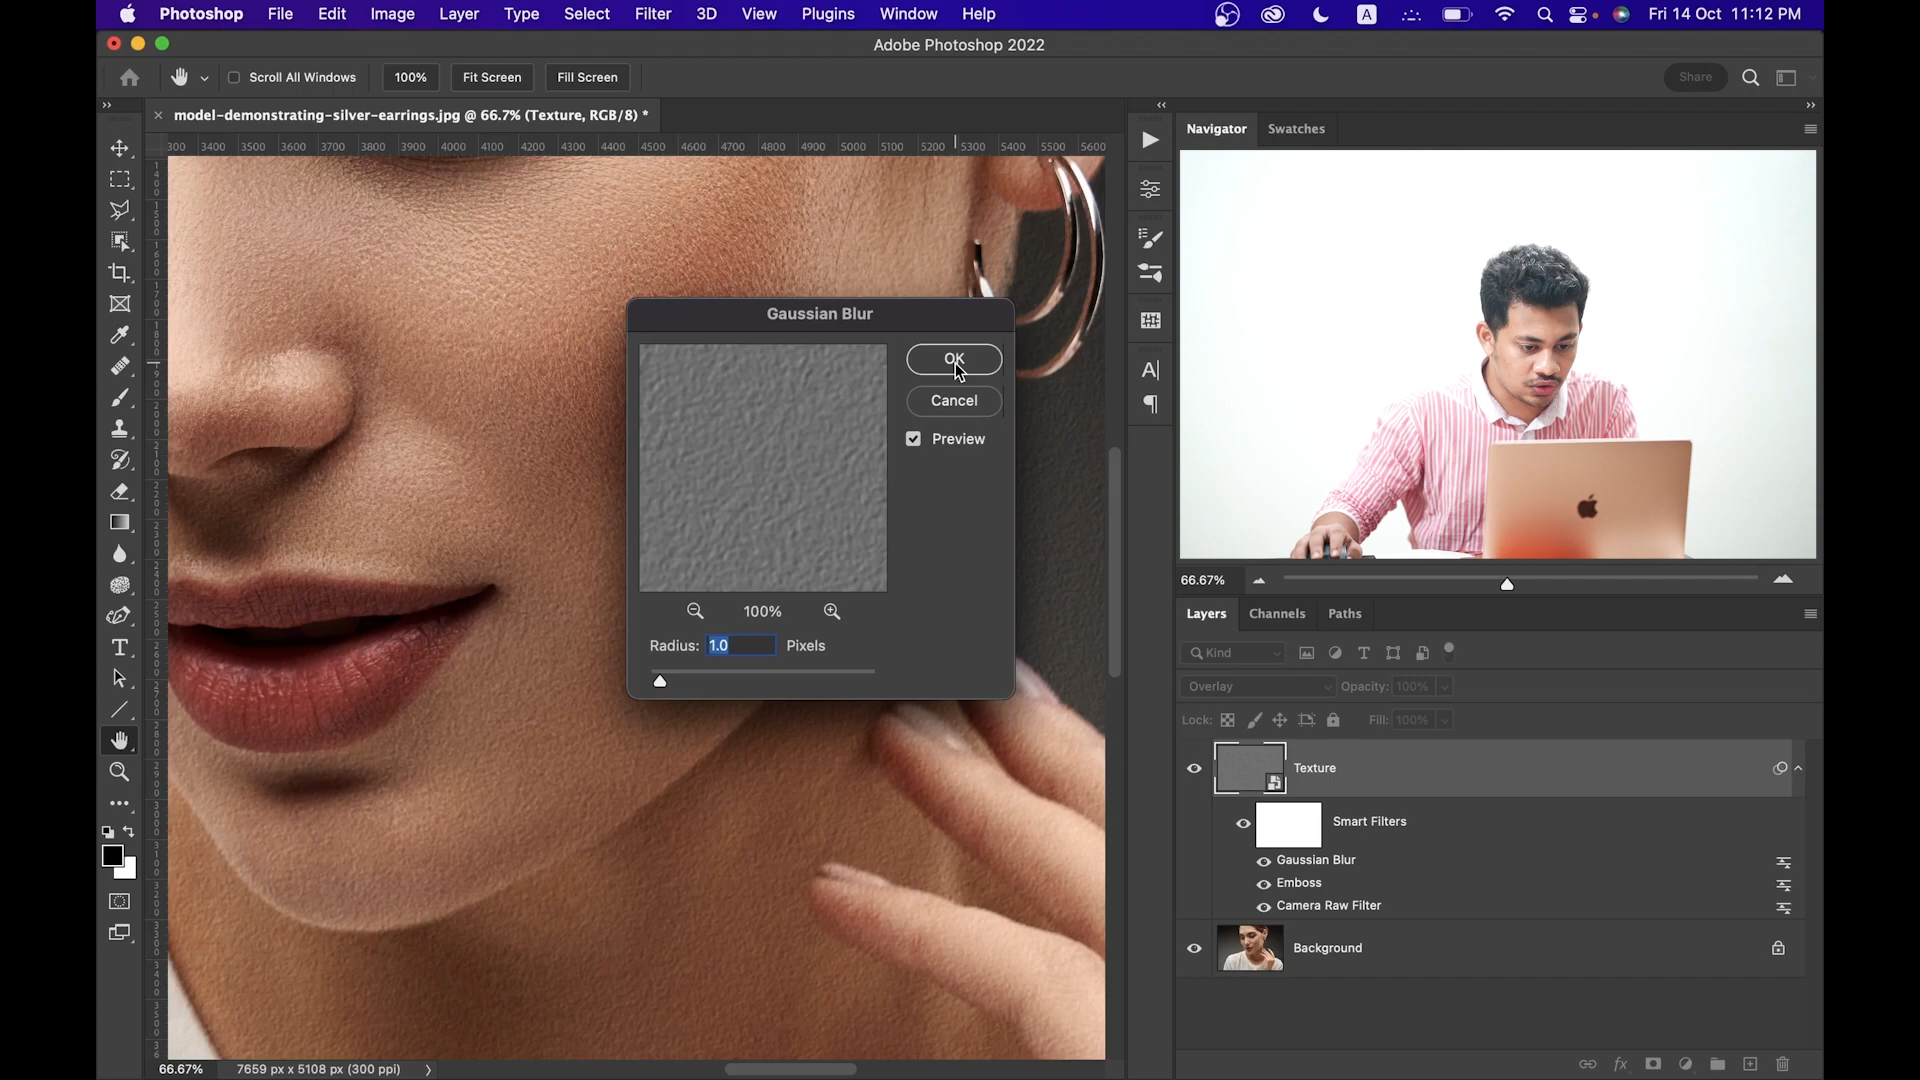 Photoshop File Edit Image Layer Type Select Filter 3D View Plugins Window Help A Fri 14 Oct 11:12 PM
Adobe Photoshop 2022
Scroll All Windows 100% Fit Screen Fill Screen Share
model-demonstrating-silver-earrings.jpg @ 66.7% (Texture, RGB/8) *
300 3400 3500 3600 3700 3800 3900 4000 4100 4200 4300 4400 4500 4600 4700 4800 4900 5000 5100 5200 5300 5400 5500 5600
Navigator Swatches
Gaussian Blur
OK
Cancel
Preview
100%
Radius: 1.0 Pixels
66.67%
Layers Channels Paths
Kind
Overlay Opacity: 100%
Lock: Fill: 100%
Texture
Smart Filters
Gaussian Blur
Emboss
Camera Raw Filter
Background
66.67% 7659 px x 5108 px (300 ppi)